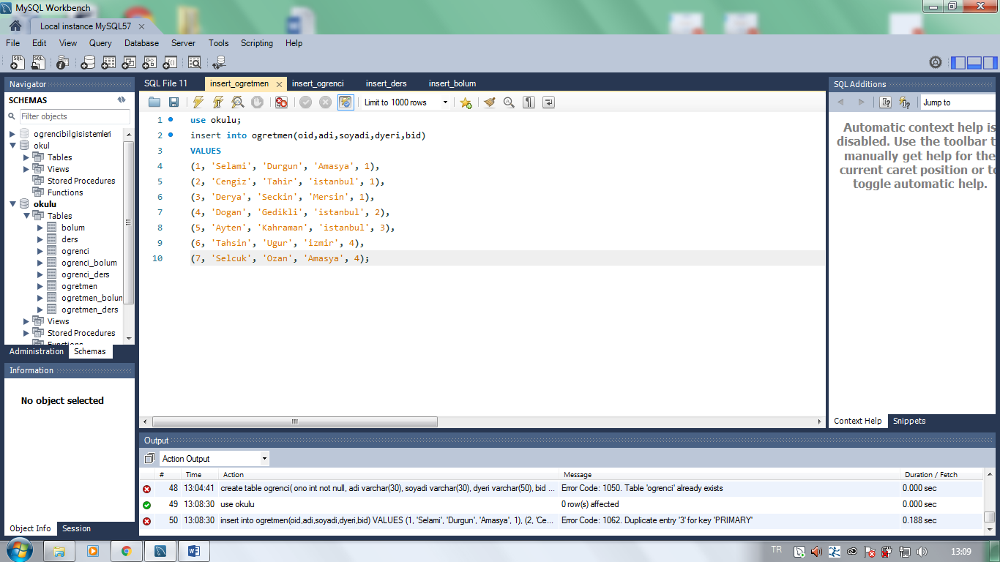 MySQL Workbench
Local instance MySQL57
File Edit View Query Database Server Tools Scripting Help
Navigator
SCHEMAS
Filter objects
ogrencibilgisistemleri
okul
Tables
Views
Stored Procedures
Functions
okulu
Tables
bolum
ders
ogrenci
ogrenci_bolum
ogrenci_ders
ogretmen
ogretmen_bolum
ogretmen_ders
Views
Stored Procedures
Administration Schemas
Information
No object selected
Object Info Session
SQL File 11 insert_ogretmen insert_ogrenci insert_ders insert_bolum
Limit to 1000 rows
1 use okulu;
2 insert into ogretmen(oid,adi,soyadi,dyeri,bid)
3 VALUES
4 (1, 'Selami', 'Durgun', 'Amasya', 1),
5 (2, 'Cengiz', 'Tahir', 'istanbul', 1),
6 (3, 'Derya', 'Seckin', 'Mersin', 1),
7 (4, 'Dogan', 'Gedikli', 'istanbul', 2),
8 (5, 'Ayten', 'Kahraman', 'istanbul', 3),
9 (6, 'Tahsin', 'Ugur', 'izmir', 4),
10 (7, 'Selcuk', 'Ozan', 'Amasya', 4);
SQL Additions
Jump to
Automatic context help is
disabled. Use the toolbar t
manually get help for the
current caret position or to
toggle automatic help.
Context Help Snippets
Output
Action Output
# Time Action Message Duration / Fetch
48 13:04:41 create table ogrenci( ono int not null, adi varchar(30), soyadi varchar(30), dyeri varchar(50), bid ... Error Code: 1050. Table 'ogrenci' already exists 0.000 sec
49 13:08:30 use okulu 0 row(s) affected 0.000 sec
50 13:08:30 insert into ogretmen(oid,adi,soyadi,dyeri,bid) VALUES (1, 'Selami', 'Durgun', 'Amasya', 1), (2, 'Ce... Error Code: 1062. Duplicate entry '3' for key 'PRIMARY' 0.188 sec
TR 13:09